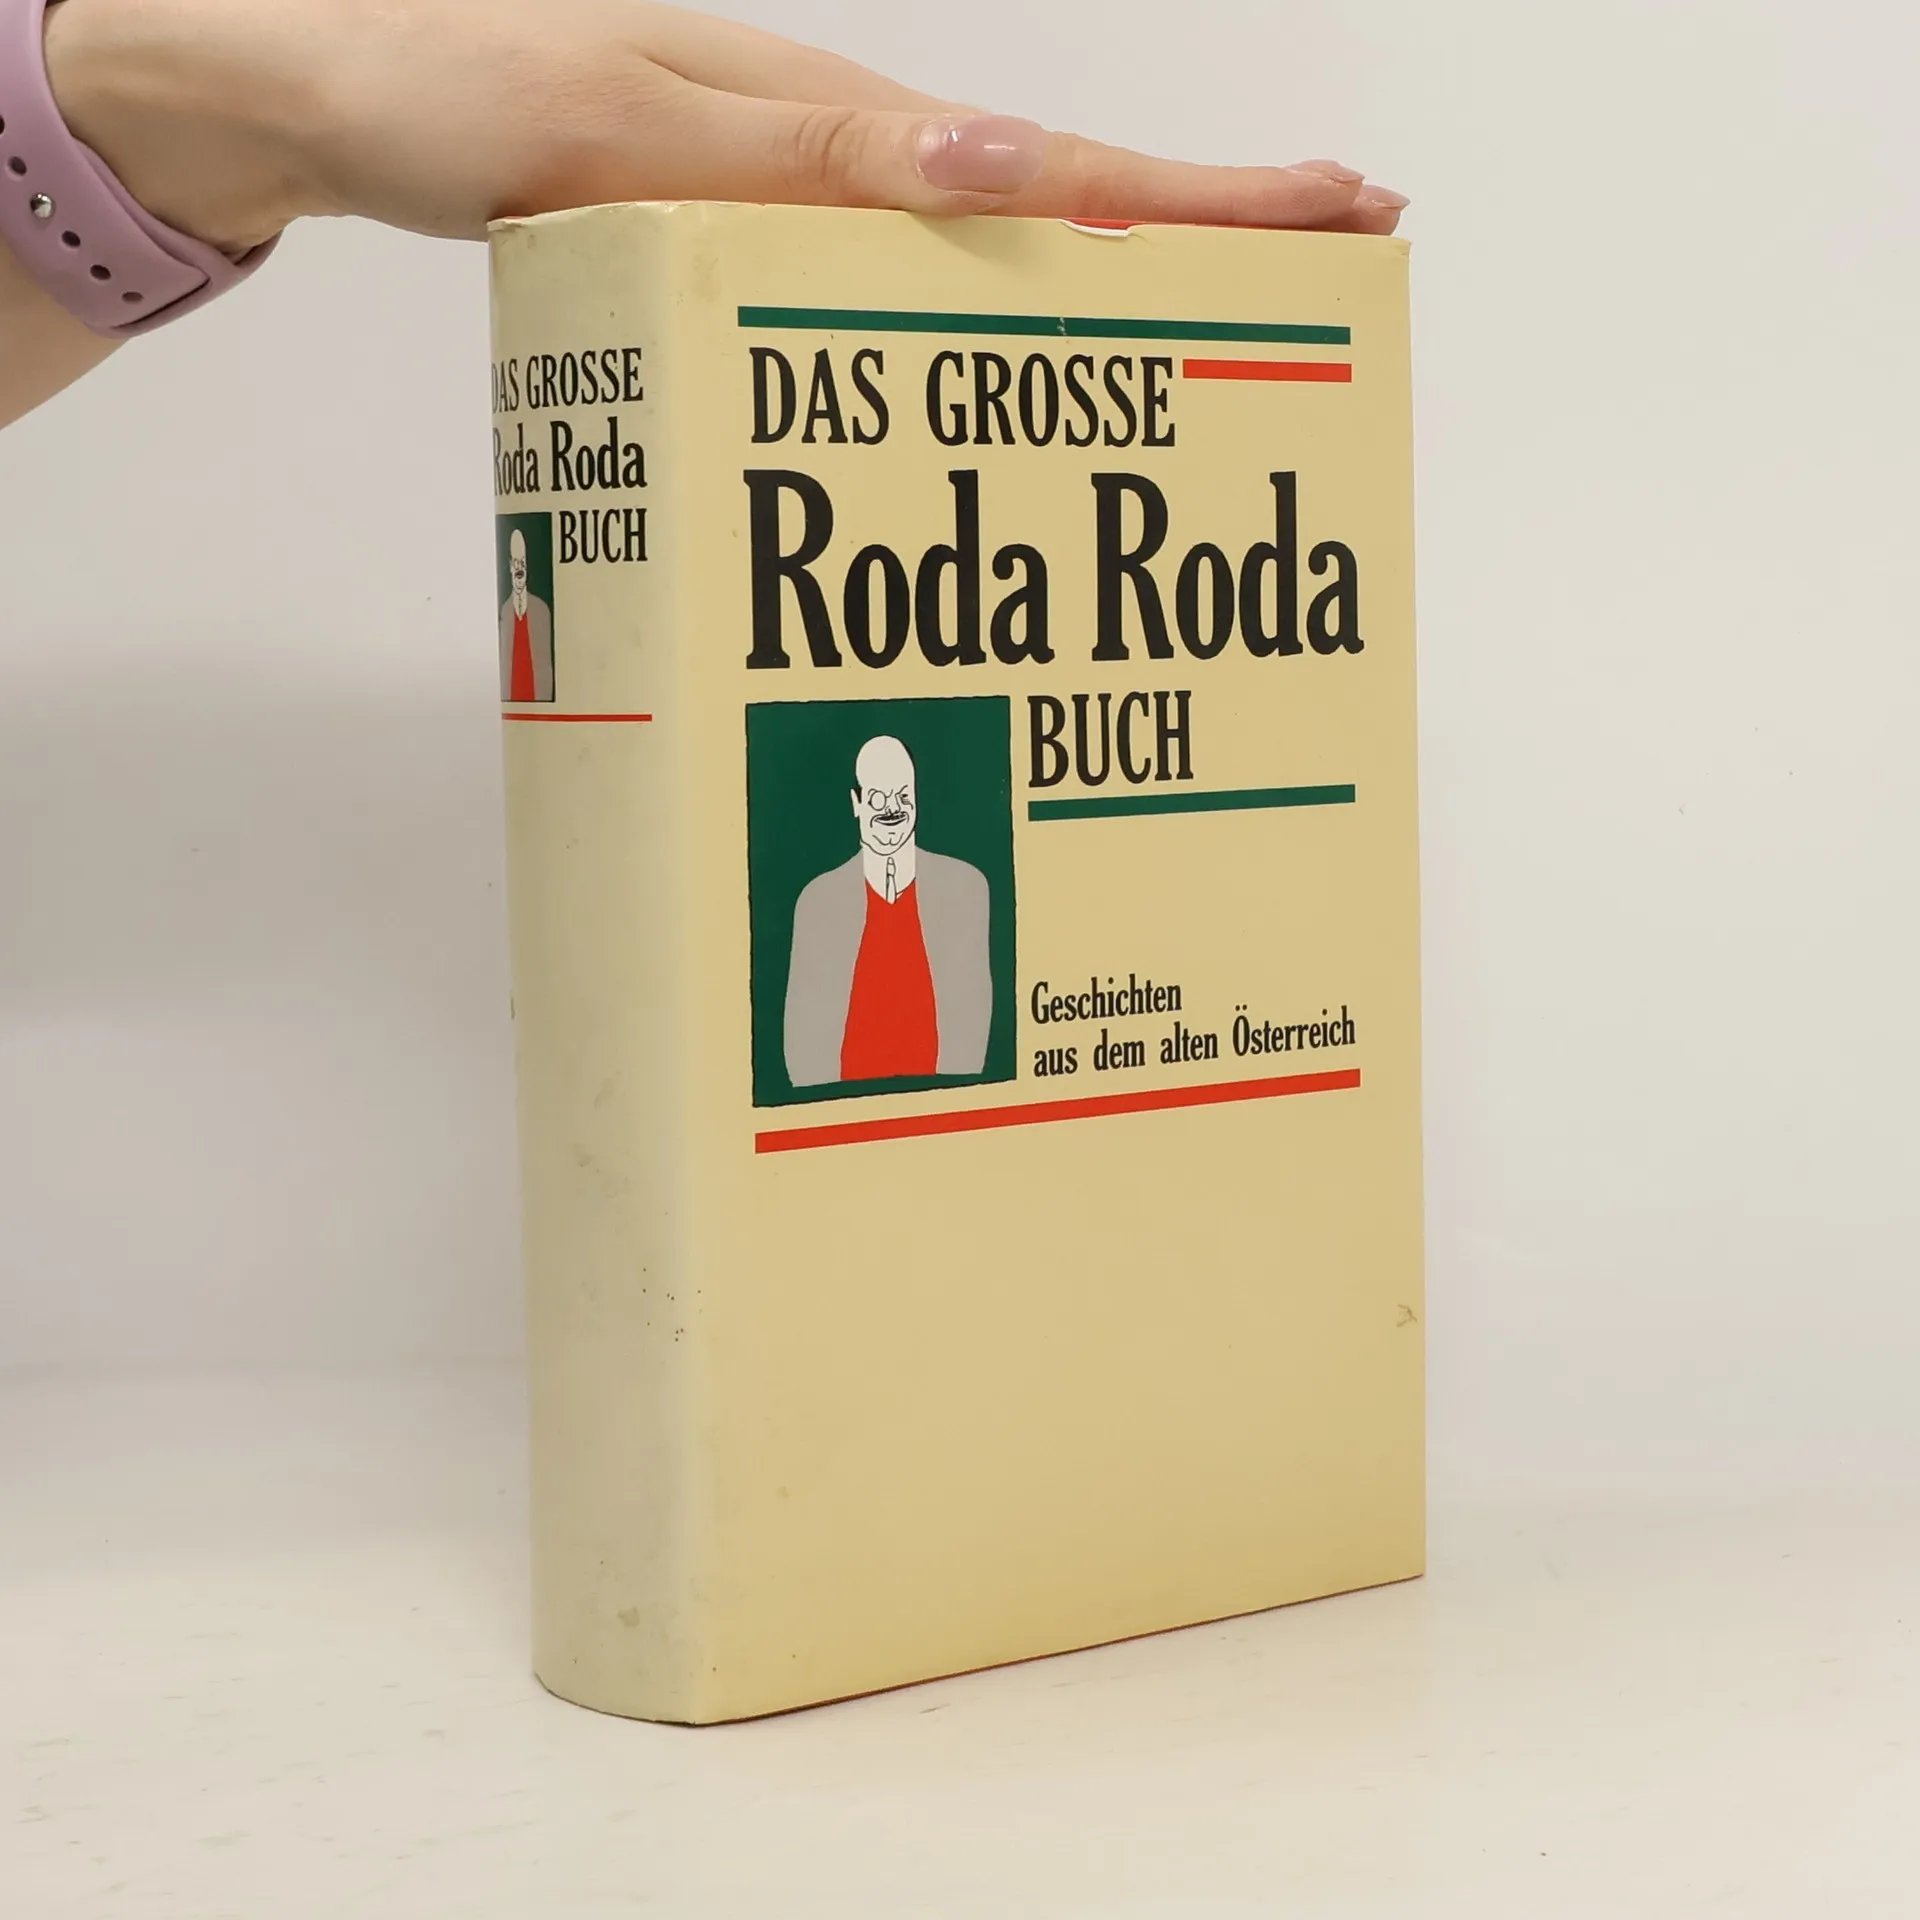 DAS GROSSE
Roda Roda
BUCH
DAS GROSSE
Roda Roda
BUCH
Geschichten
aus dem alten Österreich